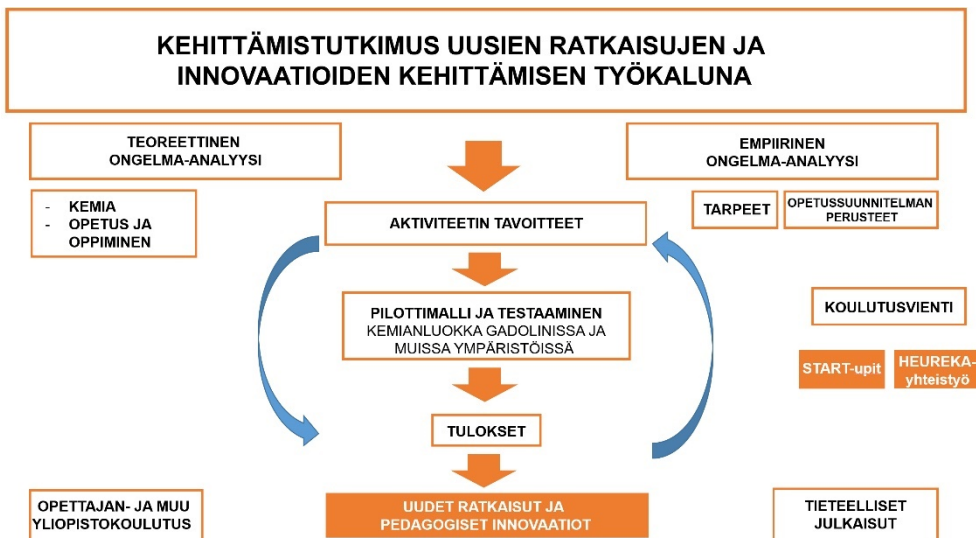 KEHITTÄMISTUTKIMUS UUSIEN RATKAISUJEN JA
INNOVAATIOIDEN KEHITTÄMISEN TYÖKALUNA
TEOREETTINEN
ONGELMA-ANALYYSI
EMPIIRINEN
ONGELMA-ANALYYSI
- KEMIA
- OPETUS JA
OPPIMINEN
AKTIVITEETIN TAVOITTEET
TARPEET
OPETUSSUUNNITELMAN
PERUSTEET
PILOTTIMALLI JA TESTAAMINEN
KEMIANLUOKKA GADOLINISSA JA
MUISSA YMPÄRISTÖISSÄ
KOULUTUSVIENTI
START-upit
HEUREKA-
yhteistyö
TULOKSET
OPETTAJAN- JA MUU
YLIOPISTOKOULUTUS
UUDET RATKAISUT JA
PEDAGOGISET INNOVAATIOT
TIETEELLISET
JULKAISUT